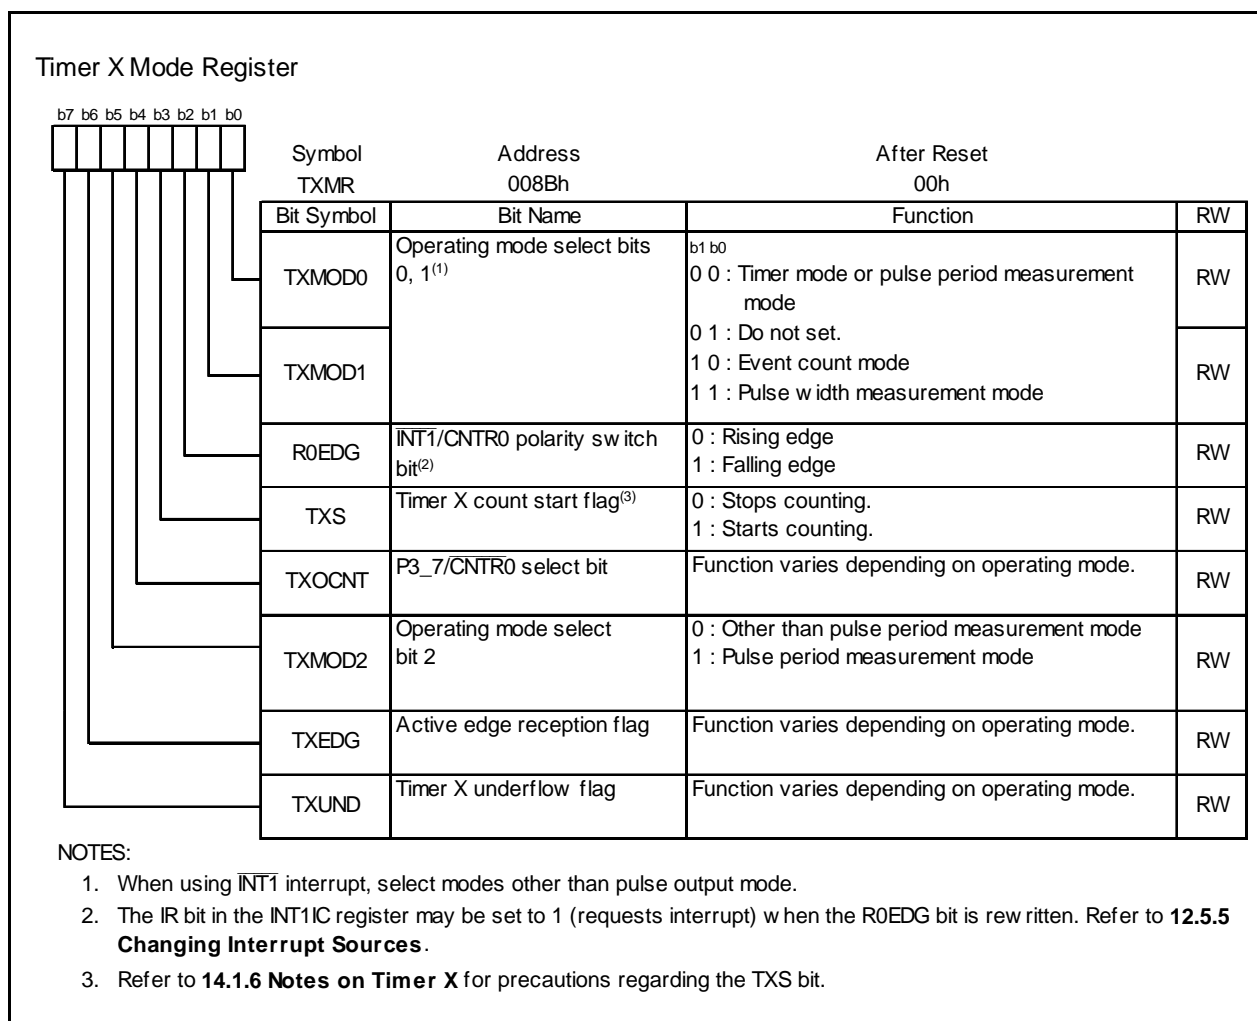 Timer X Mode Register
b7 b6 b5 b4 b3 b2 b1 b0
Symbol Address After Reset
TXMR 008Bh 00h
Bit Symbol Bit Name Function RW
TXMOD0 Operating mode select bits
0, 1(1)
b1 b0
0 0 : Timer mode or pulse period measurement
mode
RW
TXMOD1
0 1 : Do not set.
1 0 : Event count mode
1 1 : Pulse width measurement mode
RW
R0EDG INT1/CNTR0 polarity switch
bit(2)
0 : Rising edge
1 : Falling edge
RW
TXS Timer X count start flag(3)
0 : Stops counting.
1 : Starts counting.
RW
TXOCNT P3_7/CNTR0 select bit Function varies depending on operating mode. RW
TXMOD2 Operating mode select
bit 2
0 : Other than pulse period measurement mode
1 : Pulse period measurement mode
RW
TXEDG Active edge reception flag Function varies depending on operating mode. RW
TXUND Timer X underflow flag Function varies depending on operating mode. RW
NOTES:
1. When using INT1 interrupt, select modes other than pulse output mode.
2. The IR bit in the INT1IC register may be set to 1 (requests interrupt) when the R0EDG bit is rewritten. Refer to 12.5.5
Changing Interrupt Sources.
3. Refer to 14.1.6 Notes on Timer X for precautions regarding the TXS bit.